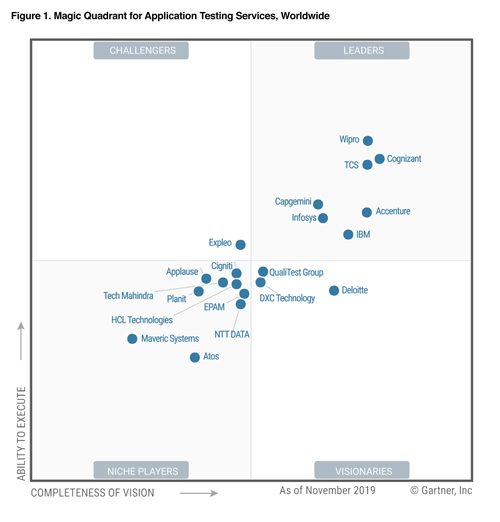 Figure 1. Magic Quadrant for Application Testing Services, Worldwide
CHALLENGERS
LEADERS
Wipro
Cognizant
TCS
Capgemini
Accenture
Infosys
IBM
Expleo
Cigniti
Applause
QualiTest Group
Deloitte
Tech Mahindra
Planit
DXC Technology
EPAM
HCL Technologies
NTT DATA
Maveric Systems
Atos
ABILITY TO EXECUTE
NICHE PLAYERS
VISIONARIES
COMPLETENESS OF VISION
As of November 2019
© Gartner, Inc